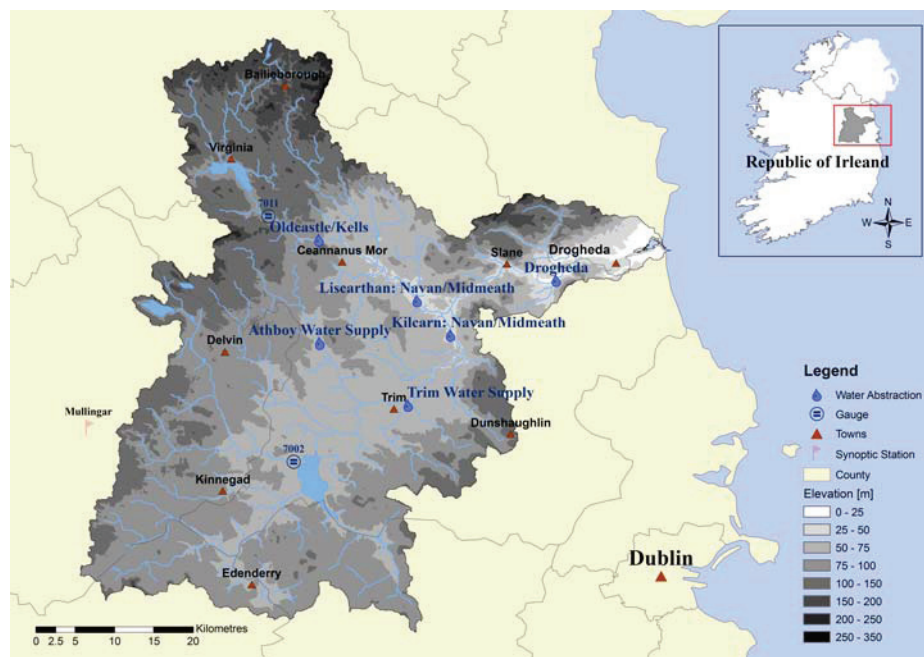 Bailieborough
Virginia
7011
Oldcastle/Kells
Ceannanus Mor
Slane
Drogheda
Drogheda
Liscarthan: Navan/Midmeath
Kilcarn: Navan/Midmeath
Athboy Water Supply
Delvin
Trim
Trim Water Supply
Mullingar
Dunshaughlin
7002
Kinnegad
Edenderry
Dublin
Kilometres
0 2.5 5 10 15 20
Republic of Irleand
N
W E
S
Legend
Water Abstraction
Gauge
Towns
Synoptic Station
County
Elevation [m]
0 - 25
25 - 50
50 - 75
75 - 100
100 - 150
150 - 200
200 - 250
250 - 350